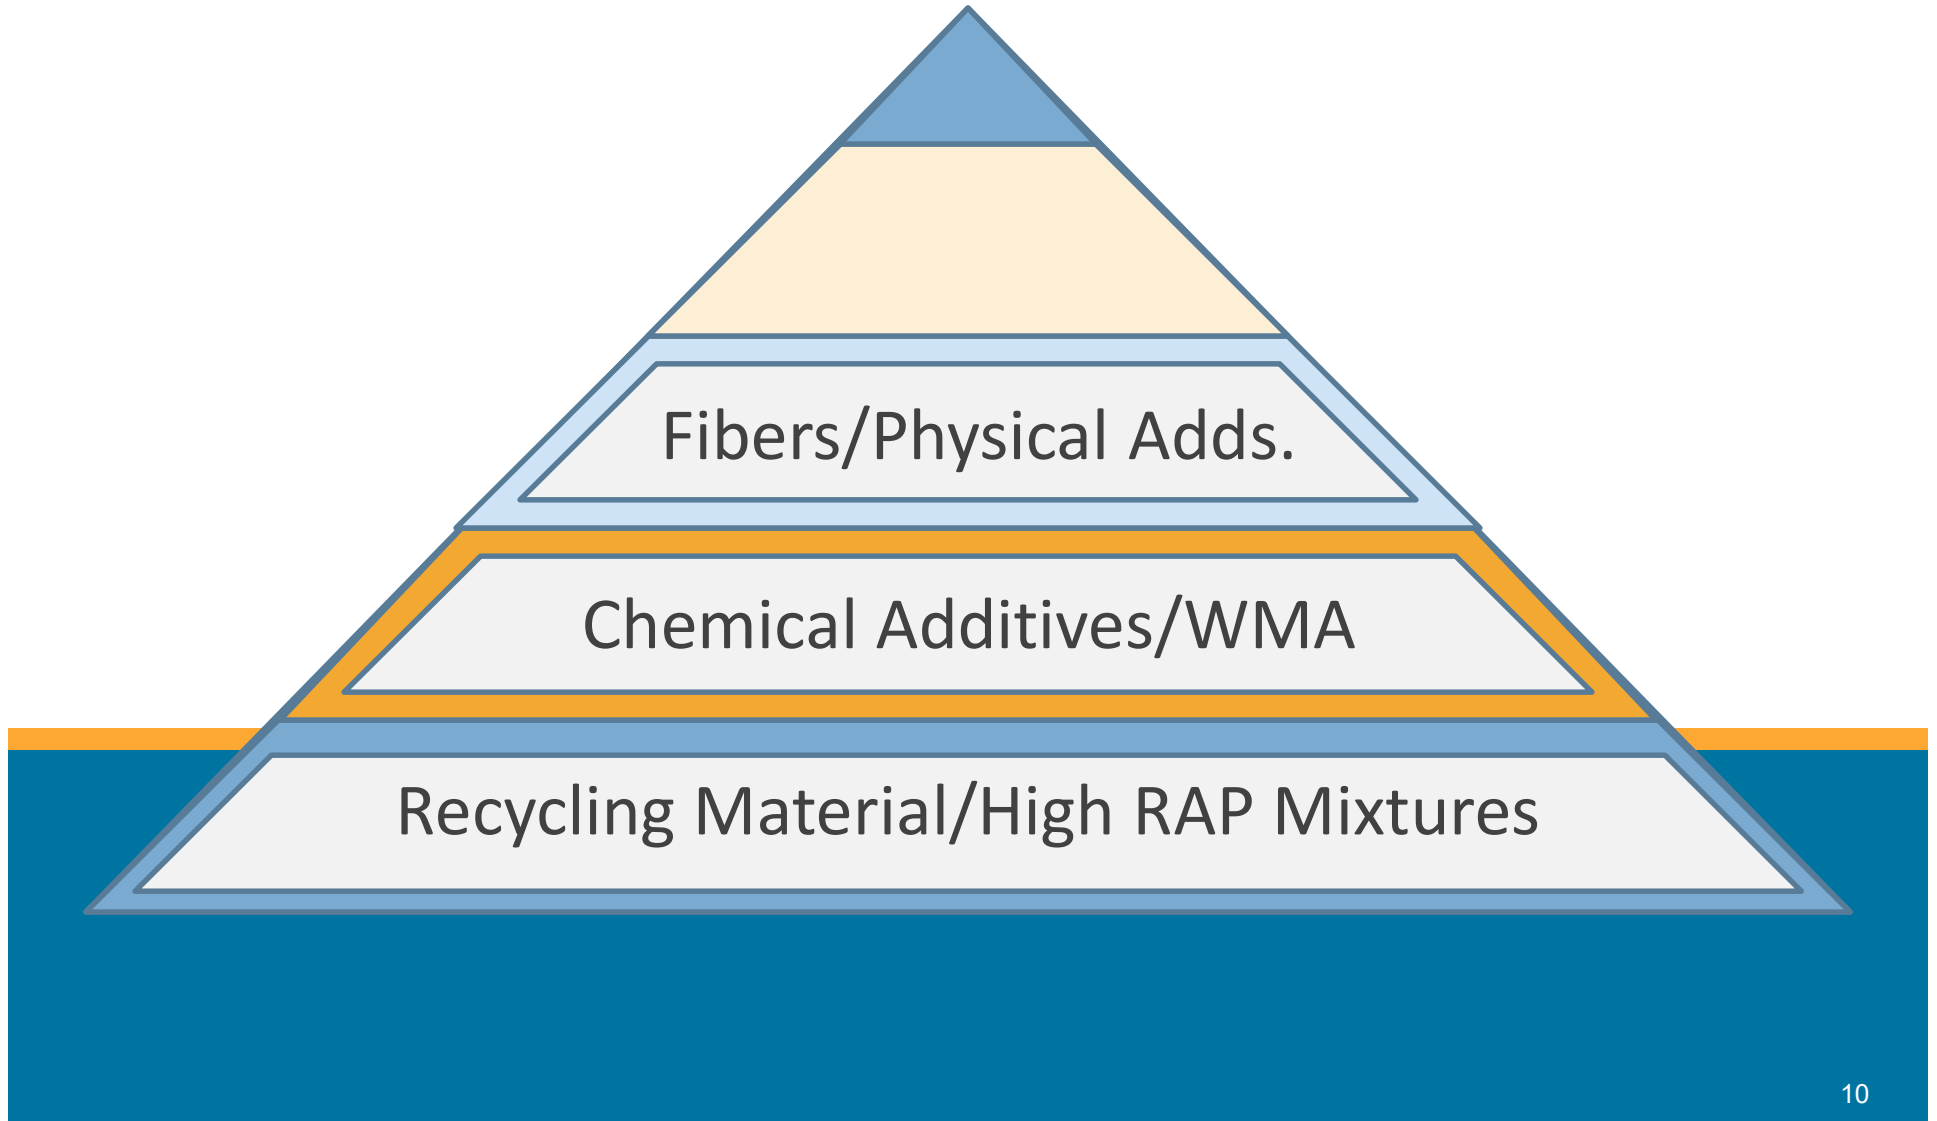 Fibers/Physical Adds.
Chemical Additives/WMA
Recycling Material/High RAP Mixtures
10